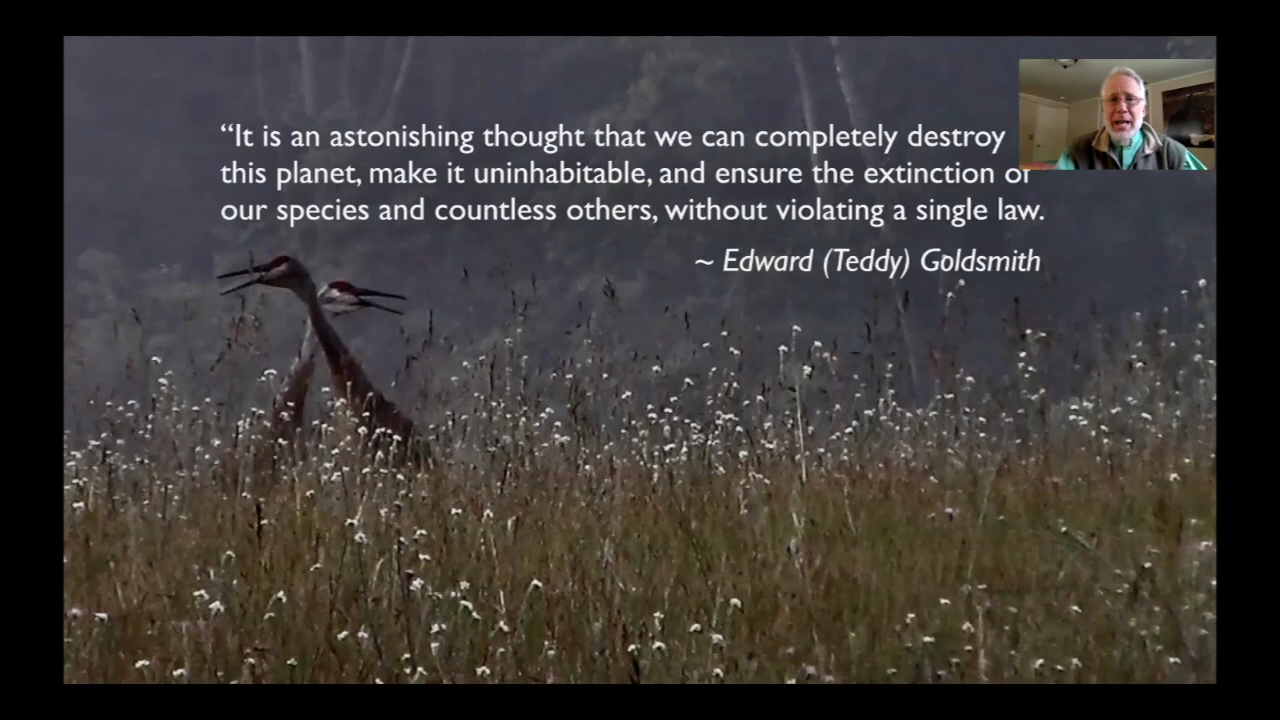 “It is an astonishing thought that we can completely destroy
this planet, make it uninhabitable, and ensure the extinction of
our species and countless others, without violating a single law.
~ Edward (Teddy) Goldsmith